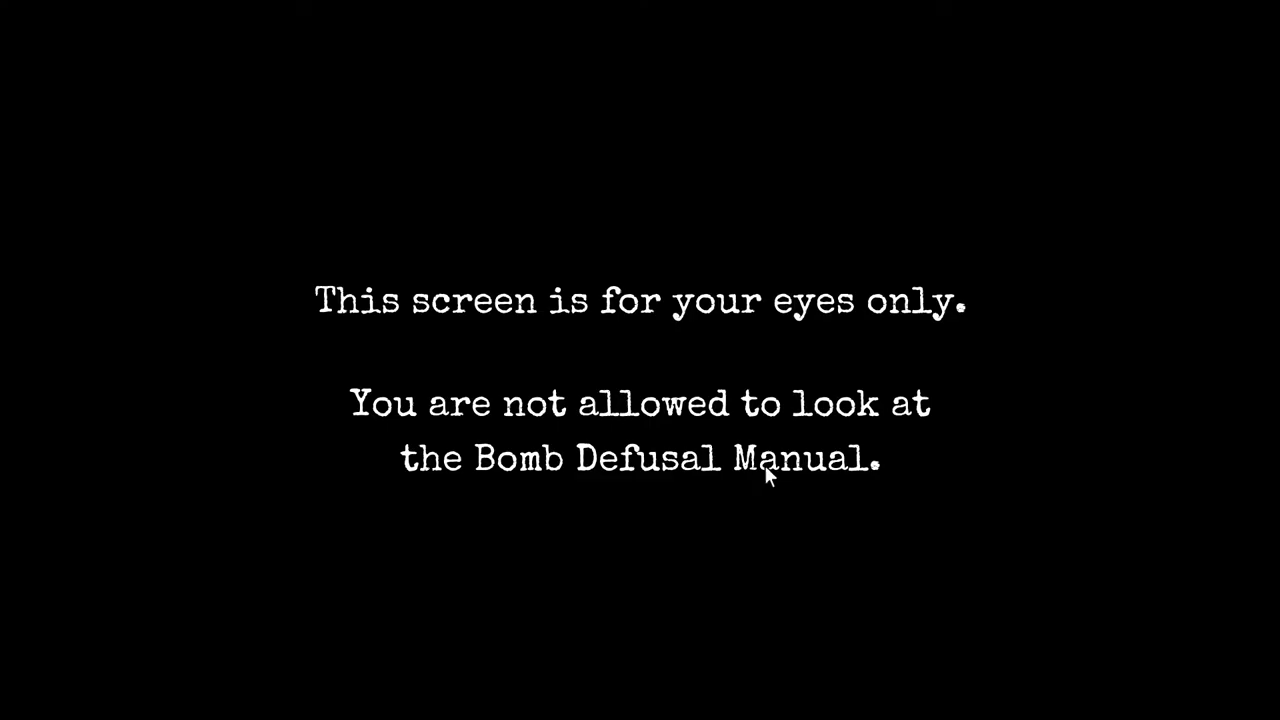 This screen is for your eyes only.
You are not allowed to look at
the Bomb Defusal Manual.